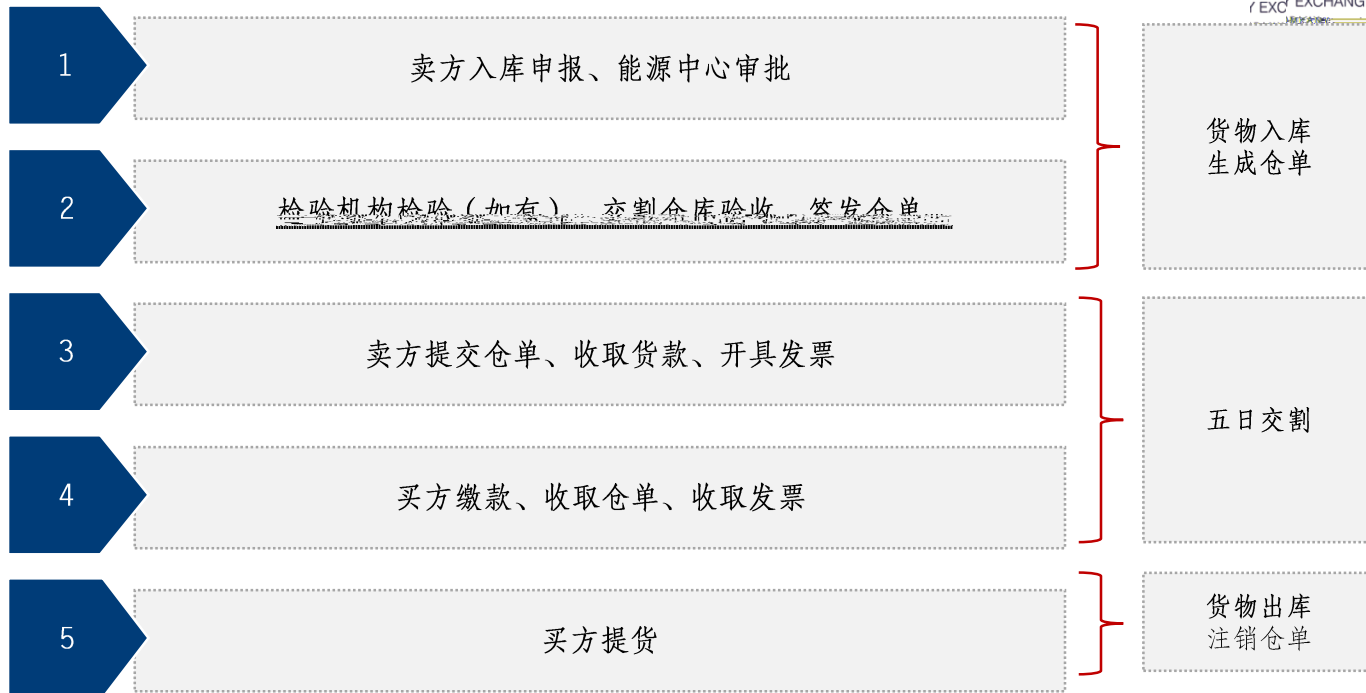 EXCHANG
Y EXC
1
卖方入库申报、能源中心审批
货物入库
生成仓单
2
检验机构检验（如有）、交割仓库验收、签发仓单
3
卖方提交仓单、收取货款、开具发票
五日交割
4
买方缴款、收取仓单、收取发票
5
买方提货
货物出库
注销仓单